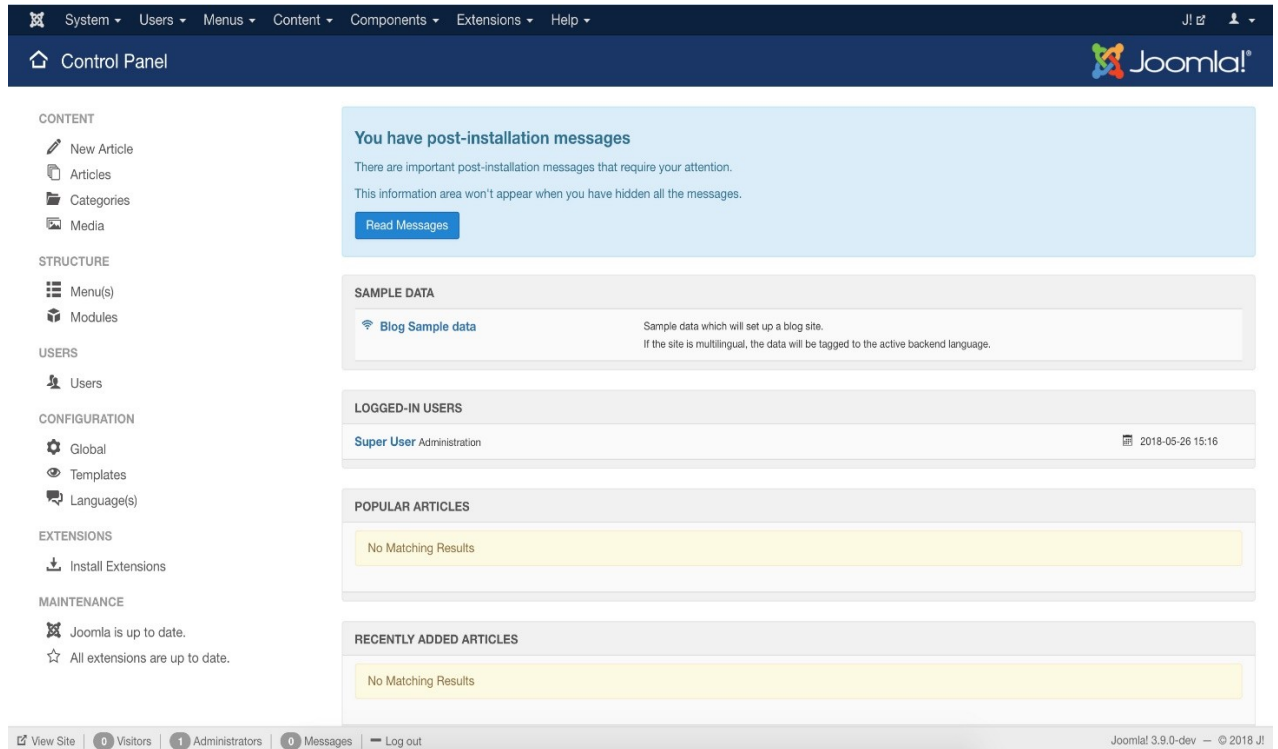 System Users Menus Content Components Extensions Help J!
Control Panel Joomla!®
CONTENT
New Article
Articles
Categories
Media
STRUCTURE
Menu(s)
Modules
USERS
Users
CONFIGURATION
Global
Templates
Language(s)
EXTENSIONS
Install Extensions
MAINTENANCE
Joomla is up to date.
All extensions are up to date.
You have post-installation messages
There are important post-installation messages that require your attention.
This information area won't appear when you have hidden all the messages.
Read Messages
SAMPLE DATA
Blog Sample data
Sample data which will set up a blog site.
If the site is multilingual, the data will be tagged to the active backend language.
LOGGED-IN USERS
Super User Administration 2018-05-26 15:16
POPULAR ARTICLES
No Matching Results
RECENTLY ADDED ARTICLES
No Matching Results
View Site 0 Visitors 1 Administrators 0 Messages Log out Joomla! 3.9.0-dev — © 2018 J!